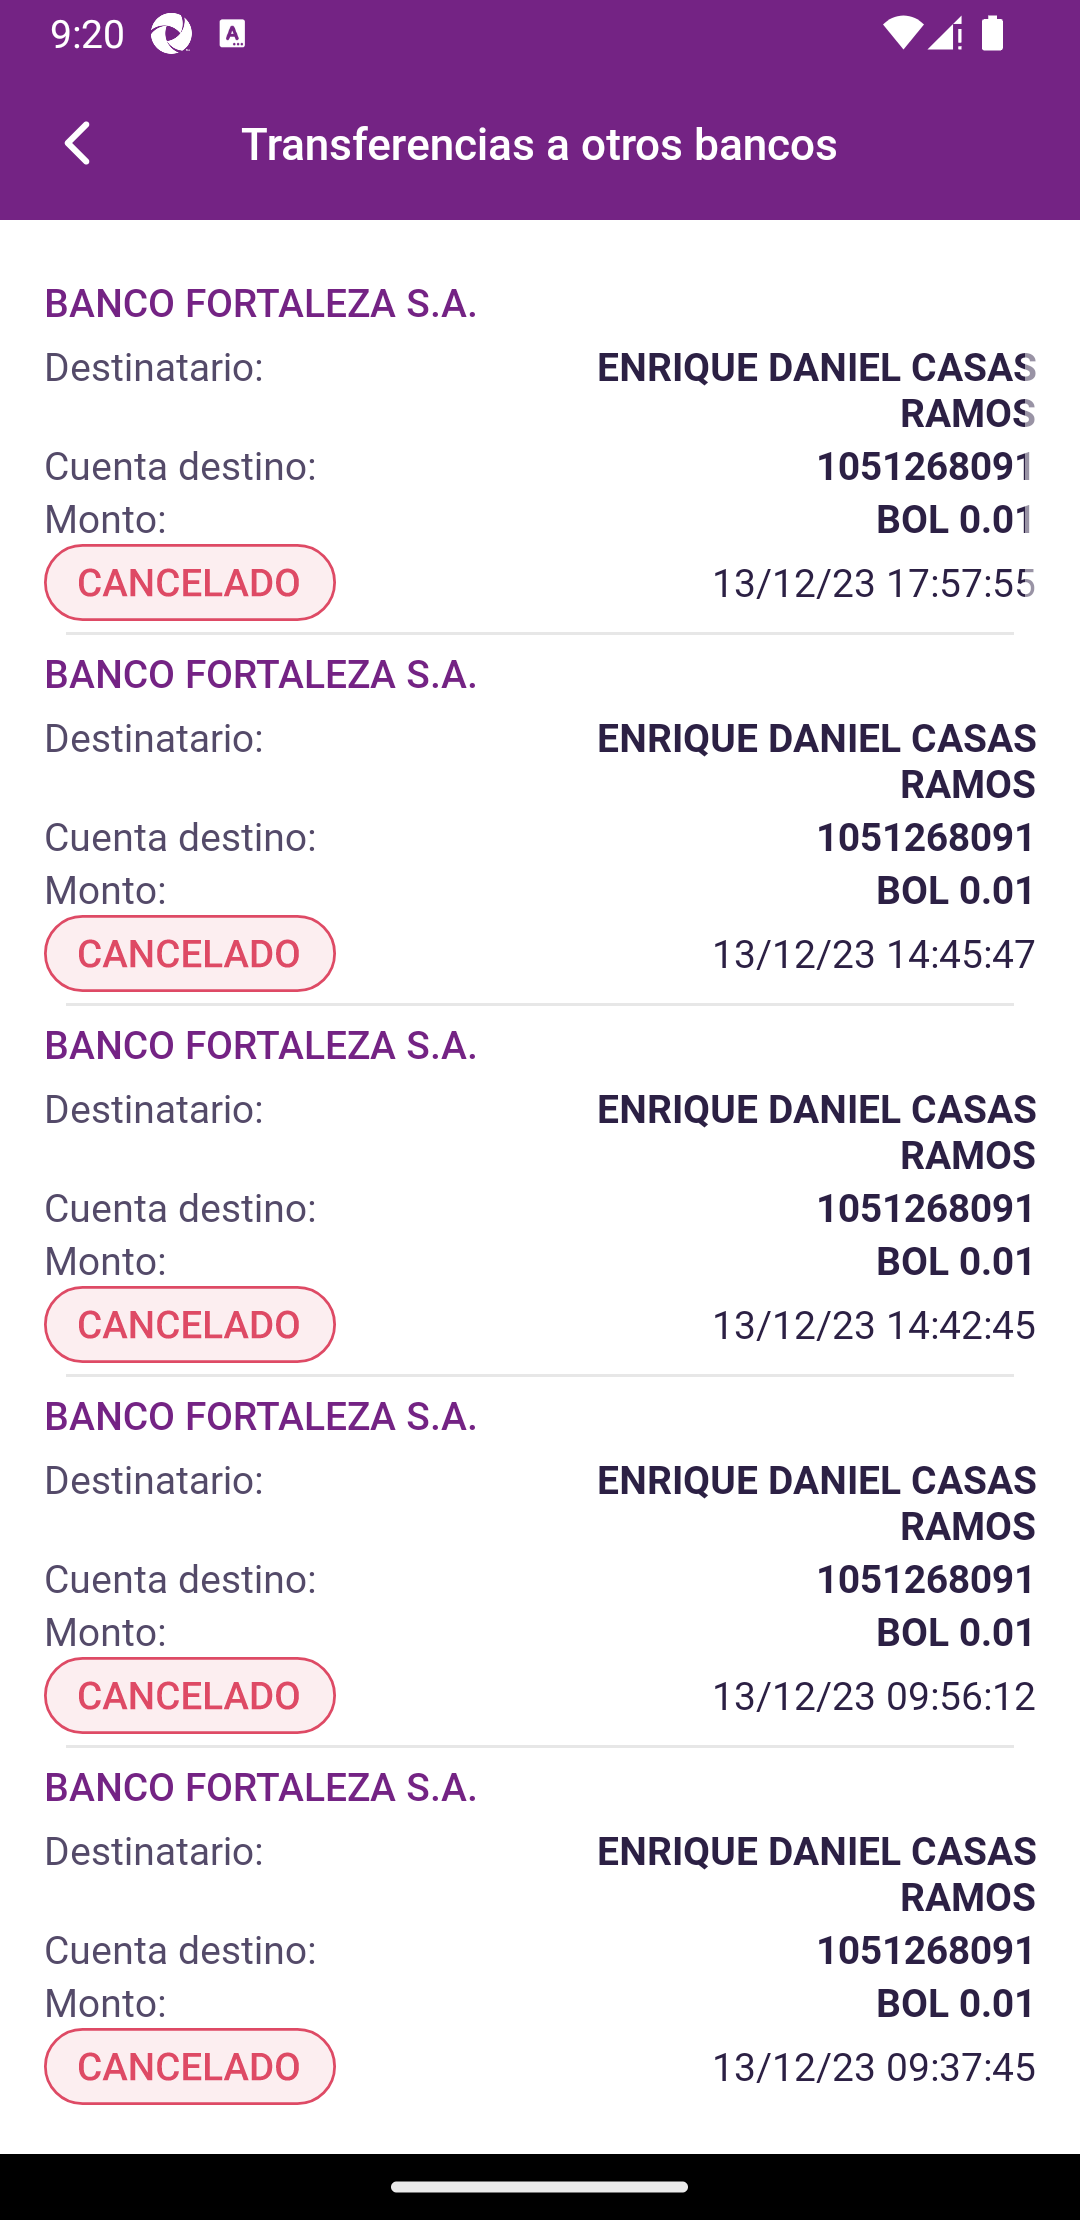 9:20
Transferencias a otros bancos
BANCO FORTALEZA S.A.
Destinatario: ENRIQUE DANIEL CASAS
RAMOS
Cuenta destino: 1051268091
Monto: BOL 0.01
CANCELADO 13/12/23 17:57:55
BANCO FORTALEZA S.A.
Destinatario: ENRIQUE DANIEL CASAS
RAMOS
Cuenta destino: 1051268091
Monto: BOL 0.01
CANCELADO 13/12/23 14:45:47
BANCO FORTALEZA S.A.
Destinatario: ENRIQUE DANIEL CASAS
RAMOS
Cuenta destino: 1051268091
Monto: BOL 0.01
CANCELADO 13/12/23 14:42:45
BANCO FORTALEZA S.A.
Destinatario: ENRIQUE DANIEL CASAS
RAMOS
Cuenta destino: 1051268091
Monto: BOL 0.01
CANCELADO 13/12/23 09:56:12
BANCO FORTALEZA S.A.
Destinatario: ENRIQUE DANIEL CASAS
RAMOS
Cuenta destino: 1051268091
Monto: BOL 0.01
CANCELADO 13/12/23 09:37:45